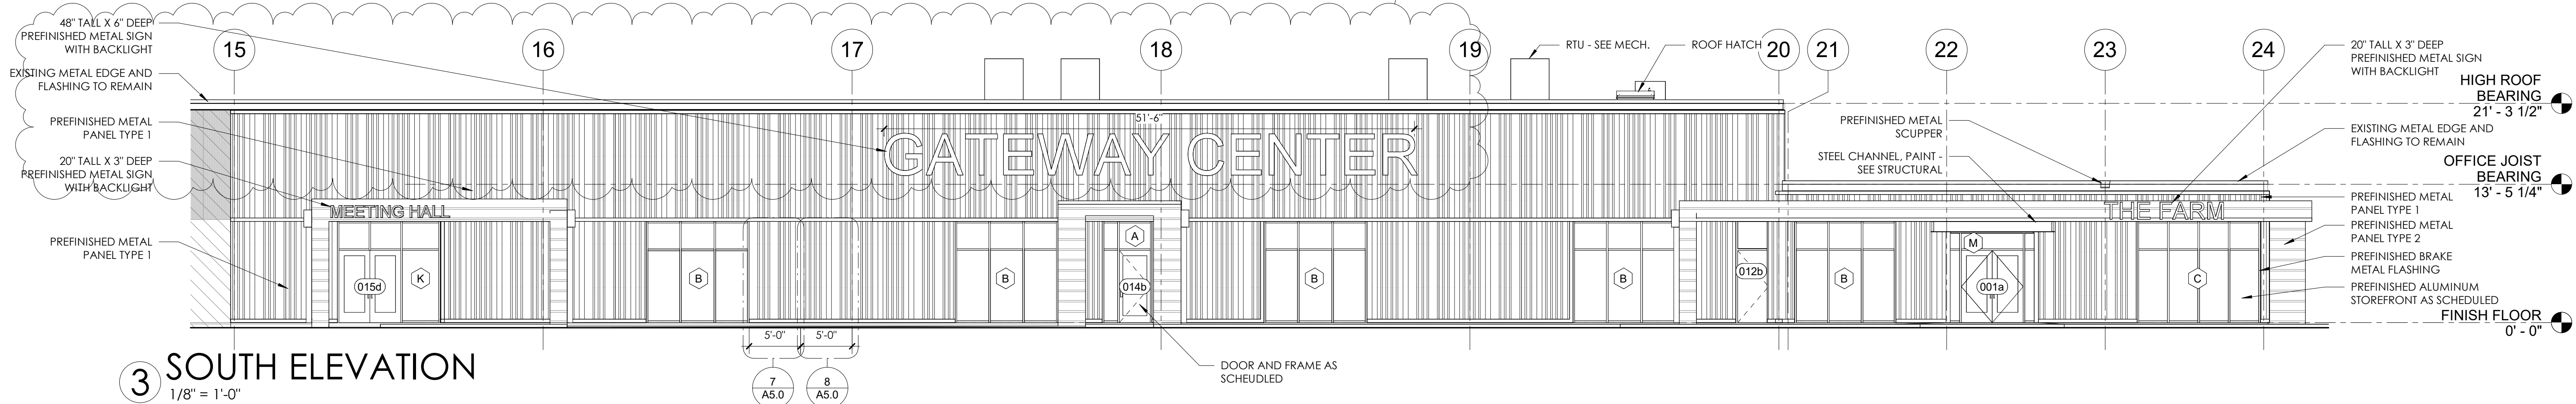 48" TALL X 6" DEEP
PREFINISHED METAL SIGN
WITH BACKLIGHT
EXISTING METAL EDGE AND
FLASHING TO REMAIN
PREFINISHED METAL
PANEL TYPE 1
20" TALL X 3" DEEP
PREFINISHED METAL SIGN
WITH BACKLIGHT
PREFINISHED METAL
PANEL TYPE 1
15
16
17
18
19
20
21
22
23
24
RTU - SEE MECH.
ROOF HATCH
51'-6"
GATEWAY CENTER
MEETING HALL
THE FARM
PREFINISHED METAL
SCUPPER
STEEL CHANNEL, PAINT -
SEE STRUCTURAL
015d
K
B
B
A
014b
B
B
012b
B
M
001a
C
20" TALL X 3" DEEP
PREFINISHED METAL SIGN
WITH BACKLIGHT
HIGH ROOF
BEARING
21' - 3 1/2"
EXISTING METAL EDGE AND
FLASHING TO REMAIN
OFFICE JOIST
BEARING
13' - 5 1/4"
PREFINISHED METAL
PANEL TYPE 1
PREFINISHED METAL
PANEL TYPE 2
PREFINISHED BRAKE
METAL FLASHING
PREFINISHED ALUMINUM
STOREFRONT AS SCHEDULED
FINISH FLOOR
0' - 0"
5'-0"
5'-0"
7
A5.0
8
A5.0
DOOR AND FRAME AS
SCHEUDLED
3
SOUTH ELEVATION
1/8" = 1'-0"